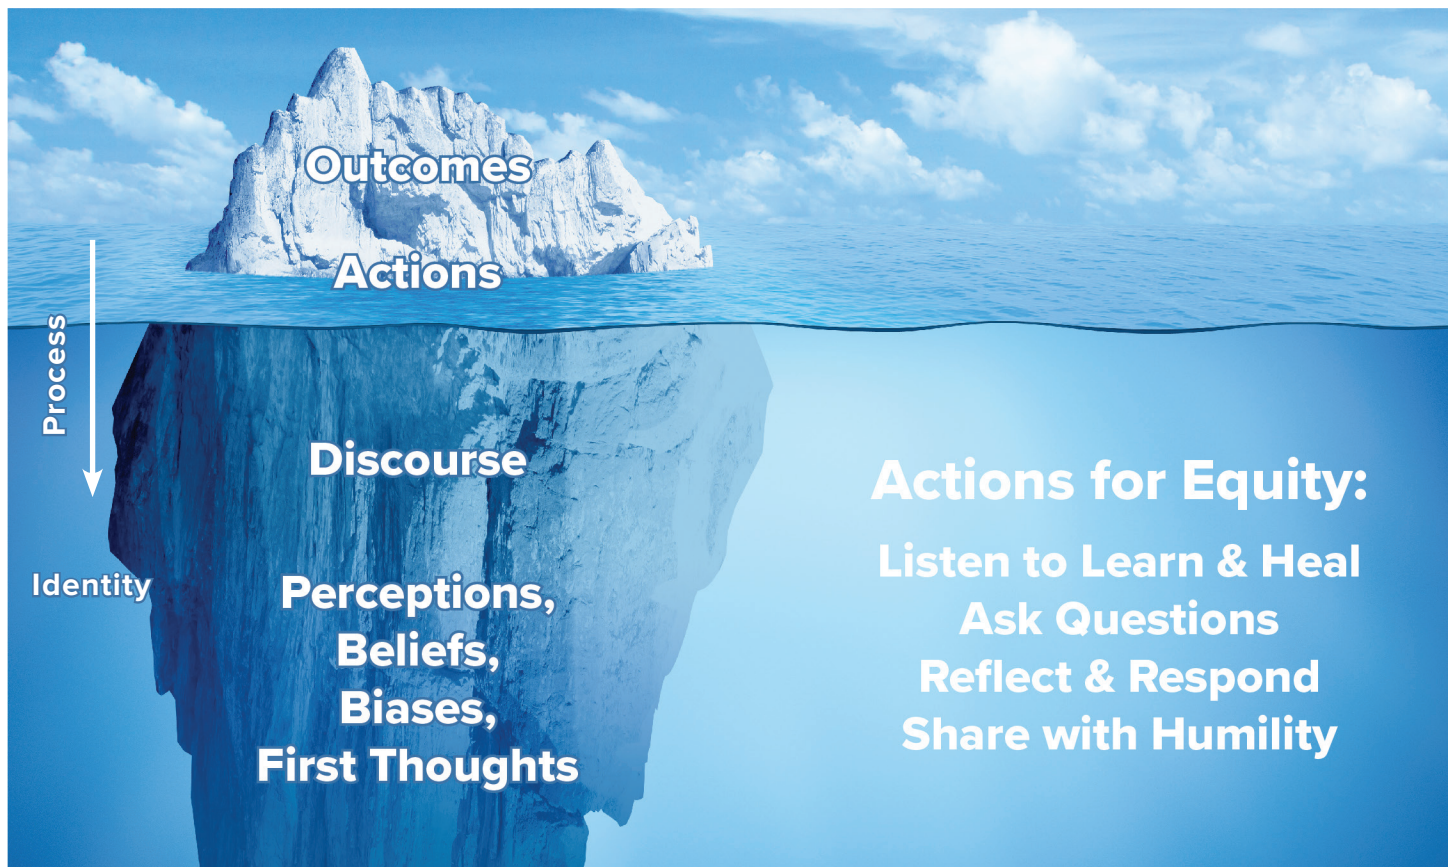 Outcomes
Actions
Process
Discourse
Identity
Perceptions,
Beliefs,
Biases,
First Thoughts
Actions for Equity:
Listen to Learn & Heal
Ask Questions
Reflect & Respond
Share with Humility